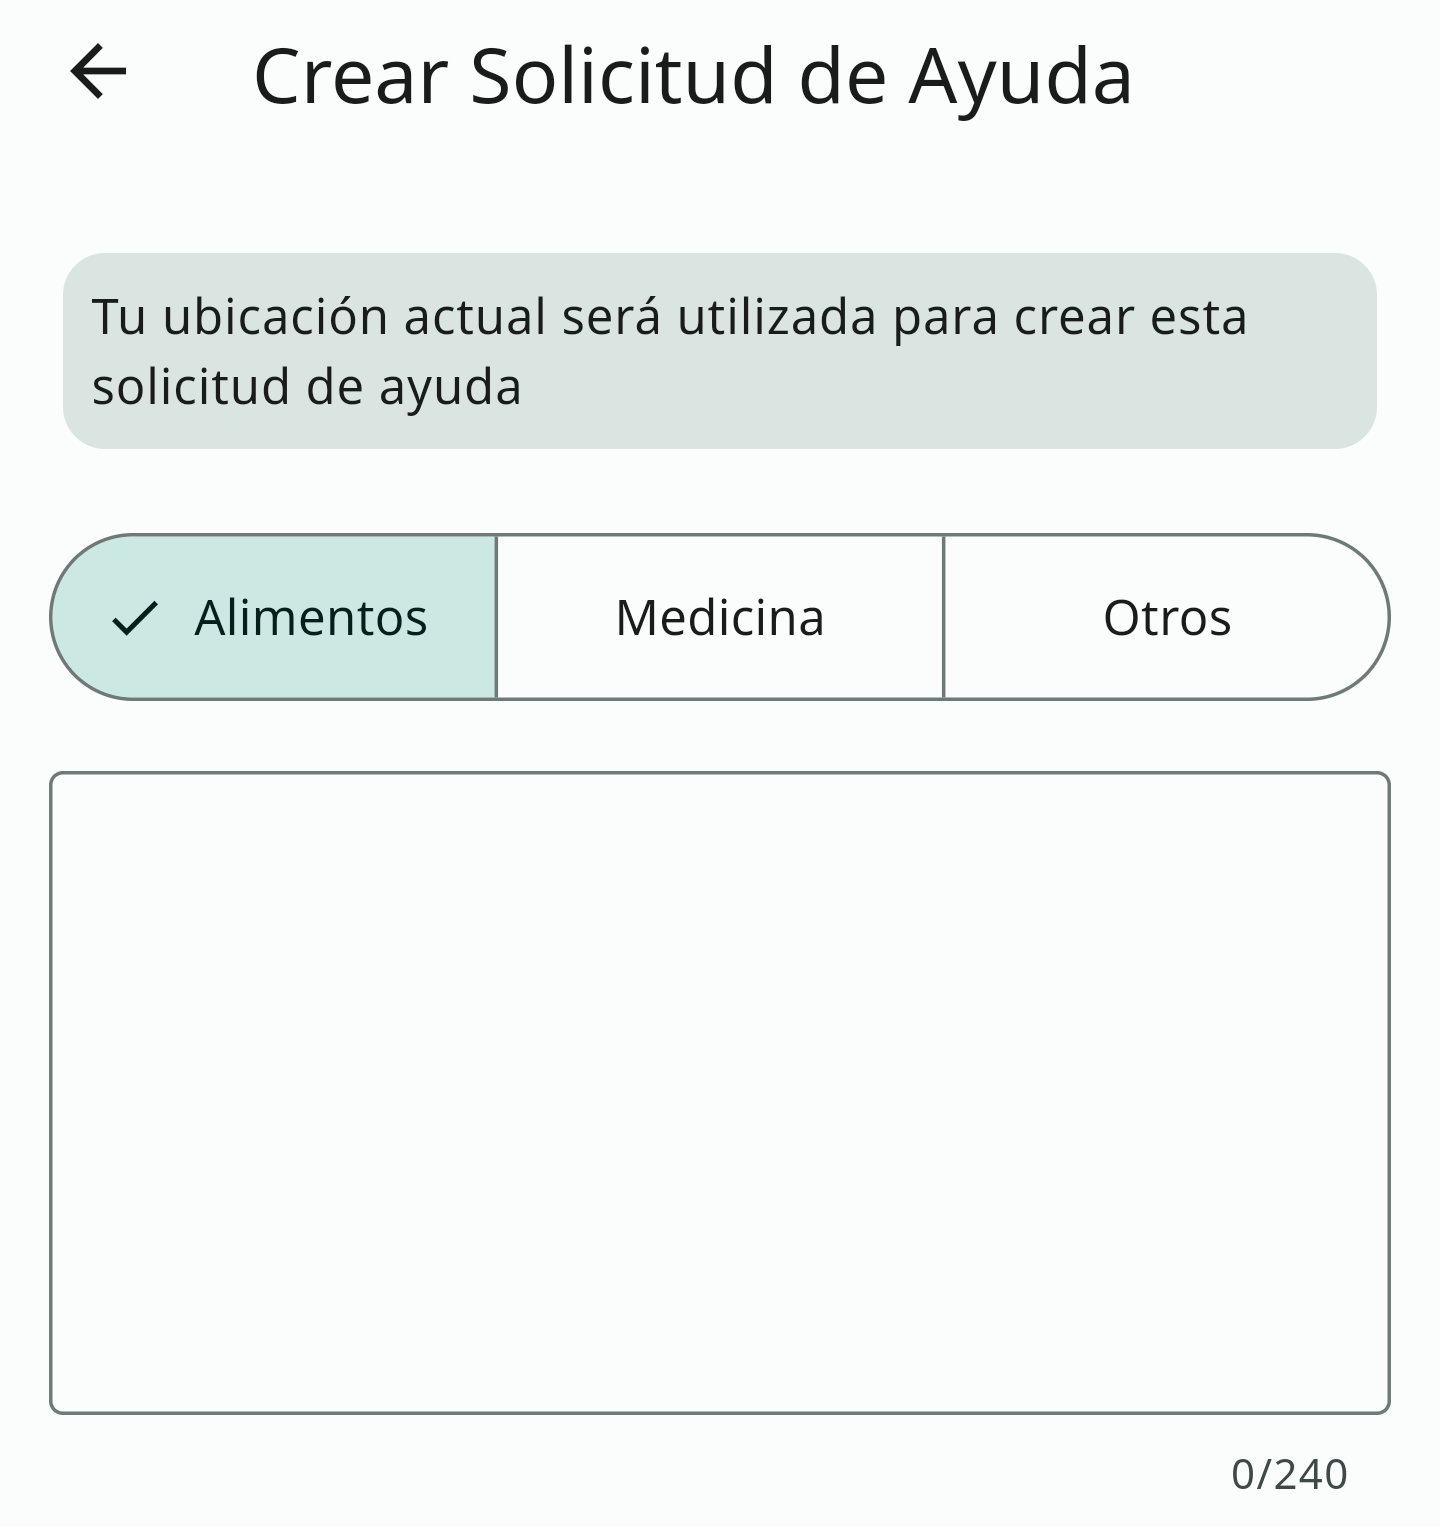 Crear Solicitud de Ayuda
Tu ubicación actual será utilizada para crear esta
solicitud de ayuda
Alimentos
Medicina
Otros
0/240